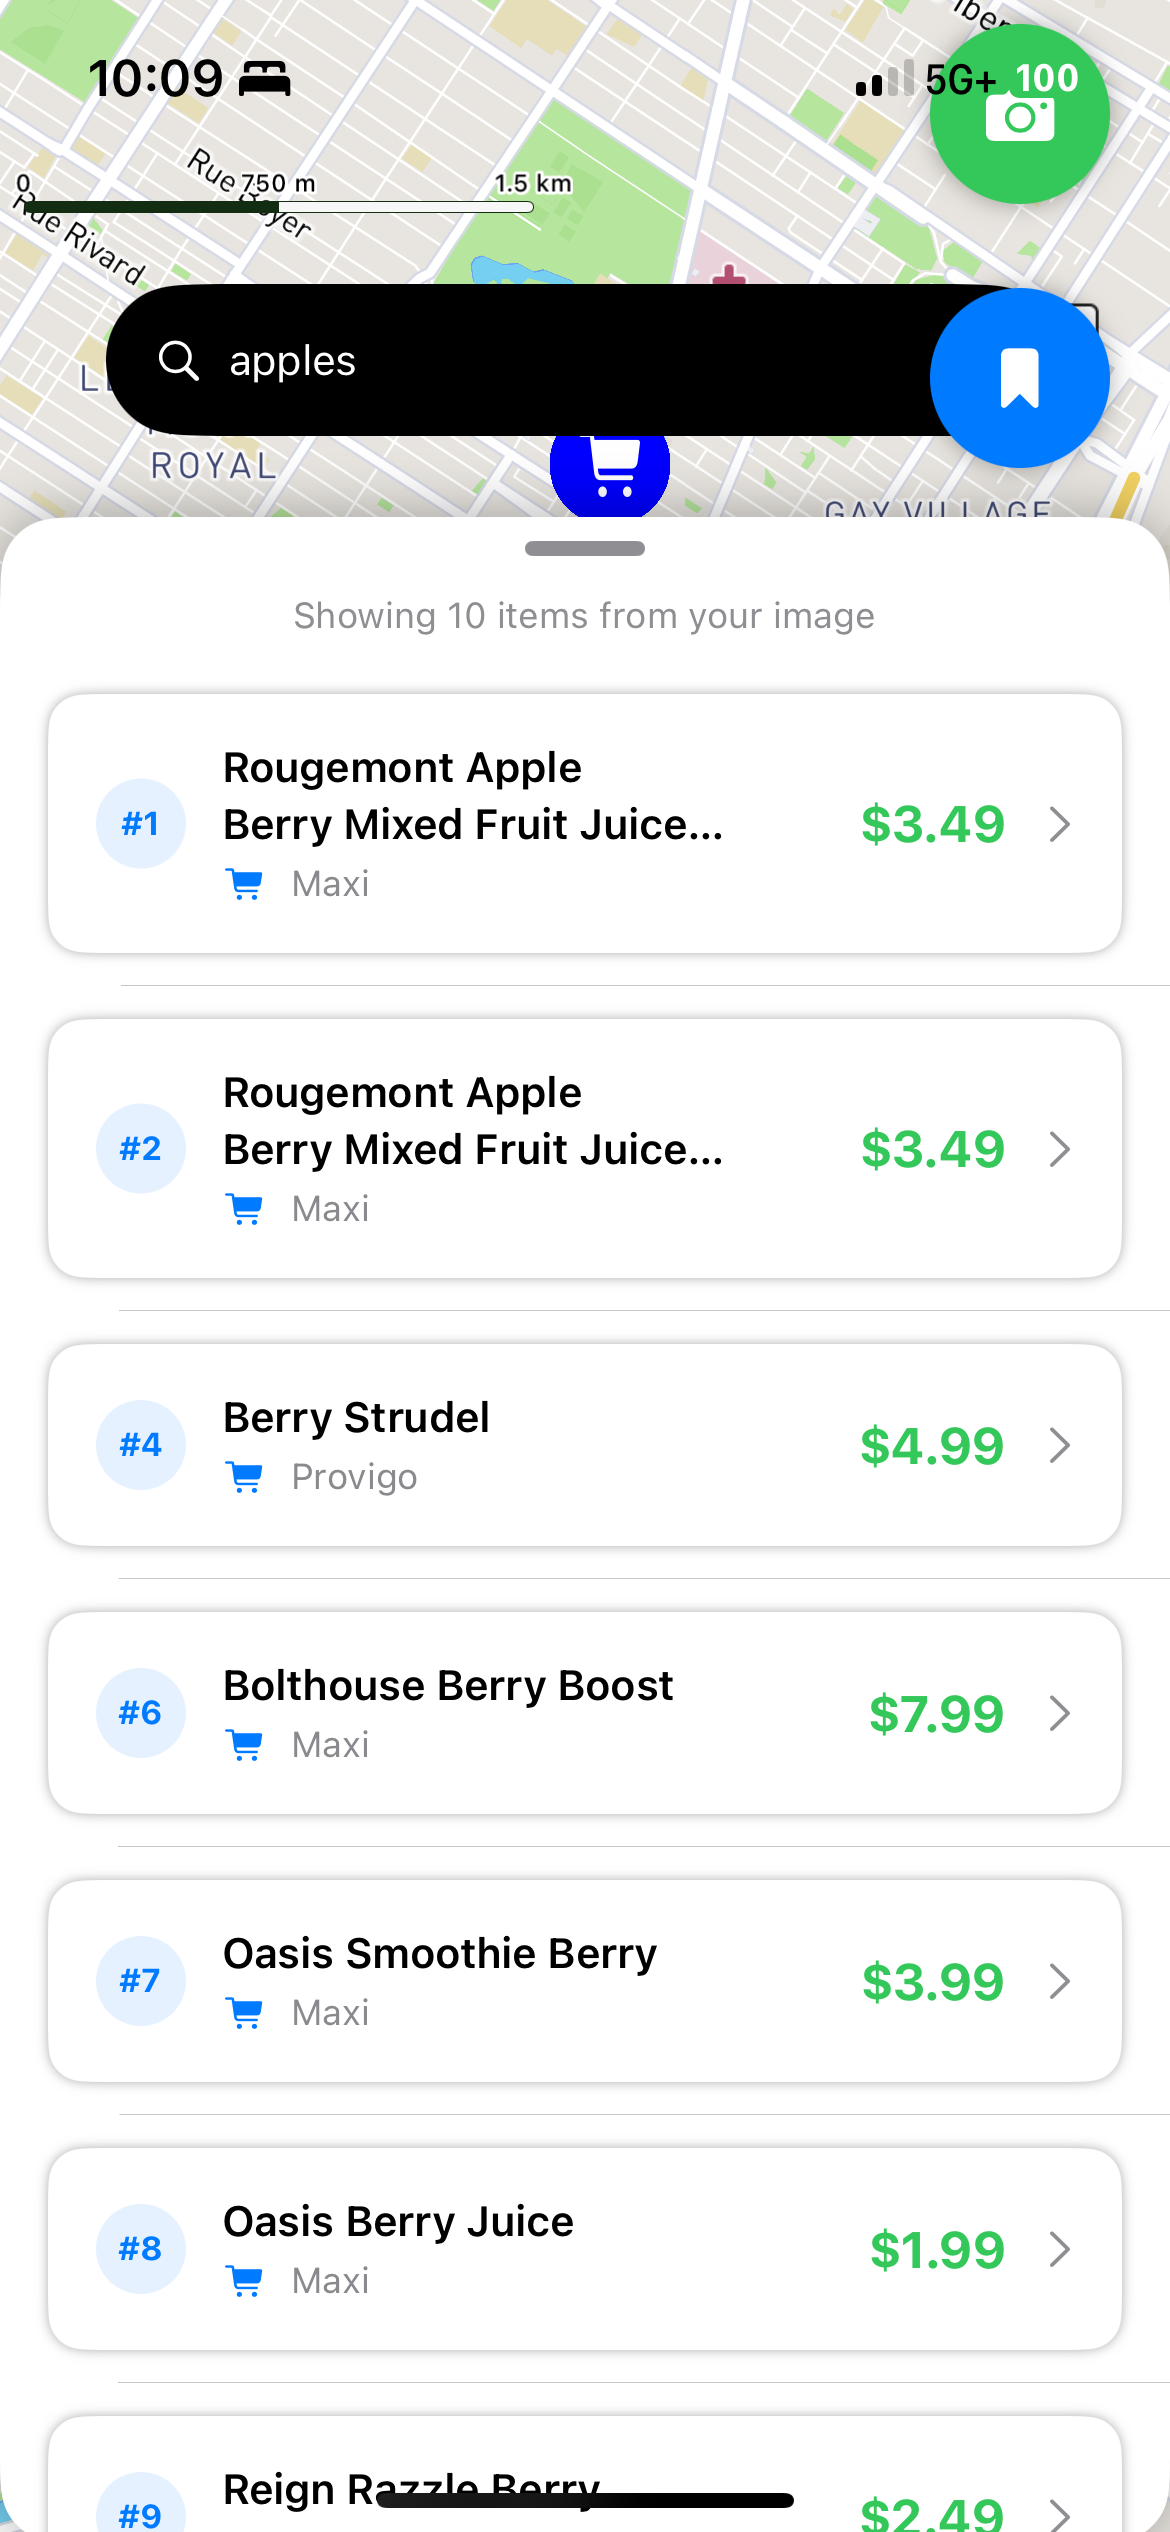 10:09
5G+ 100
0 750 m 1.5 km
Rue Boyer
Rue Rivard
apples
ROYAL
GAY VILLAGE
Showing 10 items from your image
#1
Rougemont Apple
Berry Mixed Fruit Juice...
Maxi
$3.49
#2
Rougemont Apple
Berry Mixed Fruit Juice...
Maxi
$3.49
#4
Berry Strudel
Provigo
$4.99
#6
Bolthouse Berry Boost
Maxi
$7.99
#7
Oasis Smoothie Berry
Maxi
$3.99
#8
Oasis Berry Juice
Maxi
$1.99
#9
Reign Razzle Berry
$2.49